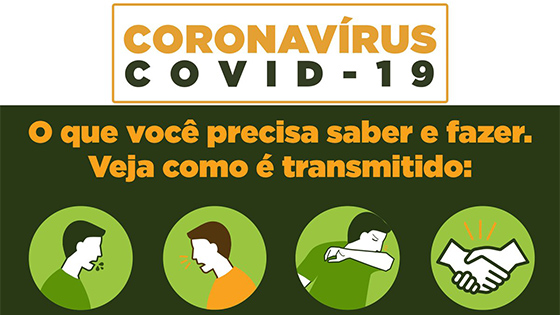 CORONAVÍRUS
COVID-19
O que você precisa saber e fazer.
Veja como é transmitido: